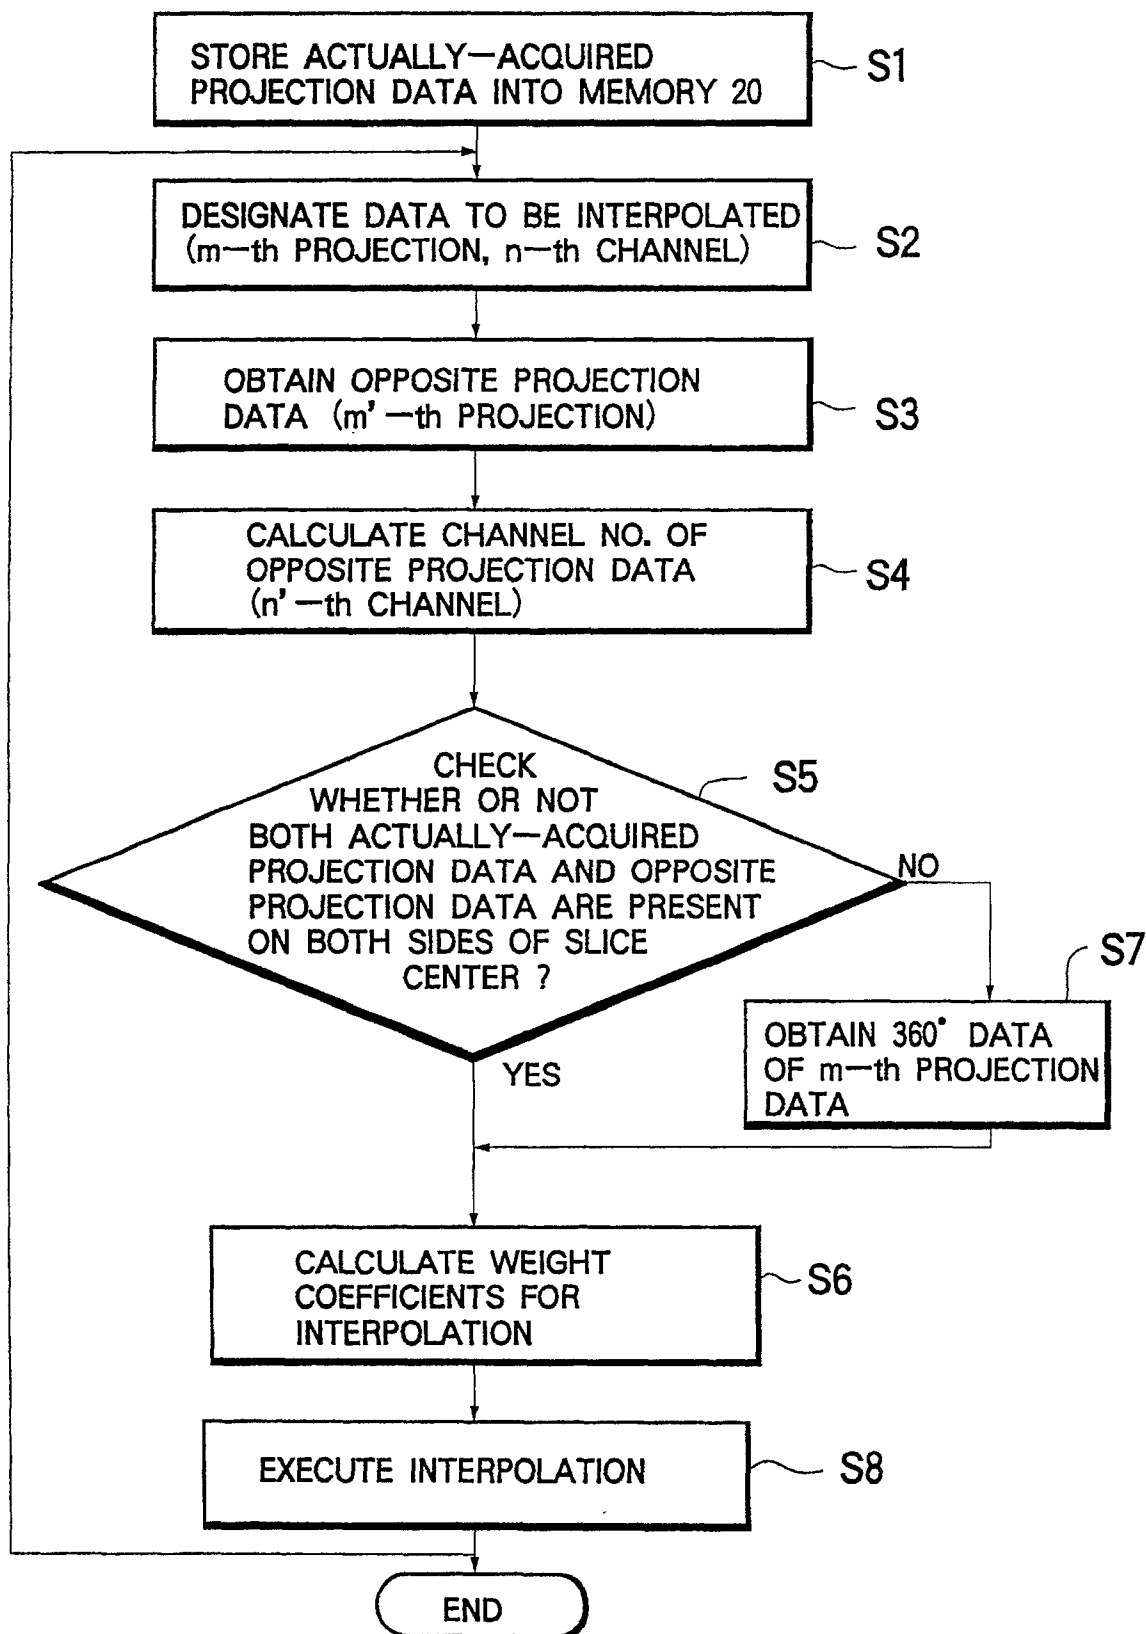 STORE ACTUALLY—ACQUIRED
PROJECTION DATA INTO MEMORY 20
S1
DESIGNATE DATA TO BE INTERPOLATED
(m—th PROJECTION, n—th CHANNEL)
S2
OBTAIN OPPOSITE PROJECTION
DATA (m'—th PROJECTION)
S3
CALCULATE CHANNEL NO. OF
OPPOSITE PROJECTION DATA
(n'—th CHANNEL)
S4
CHECK
WHETHER OR NOT
BOTH ACTUALLY—ACQUIRED
PROJECTION DATA AND OPPOSITE
PROJECTION DATA ARE PRESENT
ON BOTH SIDES OF SLICE
CENTER ?
S5
NO
YES
S7
OBTAIN 360° DATA
OF m—th PROJECTION
DATA
CALCULATE WEIGHT
COEFFICIENTS FOR
INTERPOLATION
S6
EXECUTE INTERPOLATION
S8
END